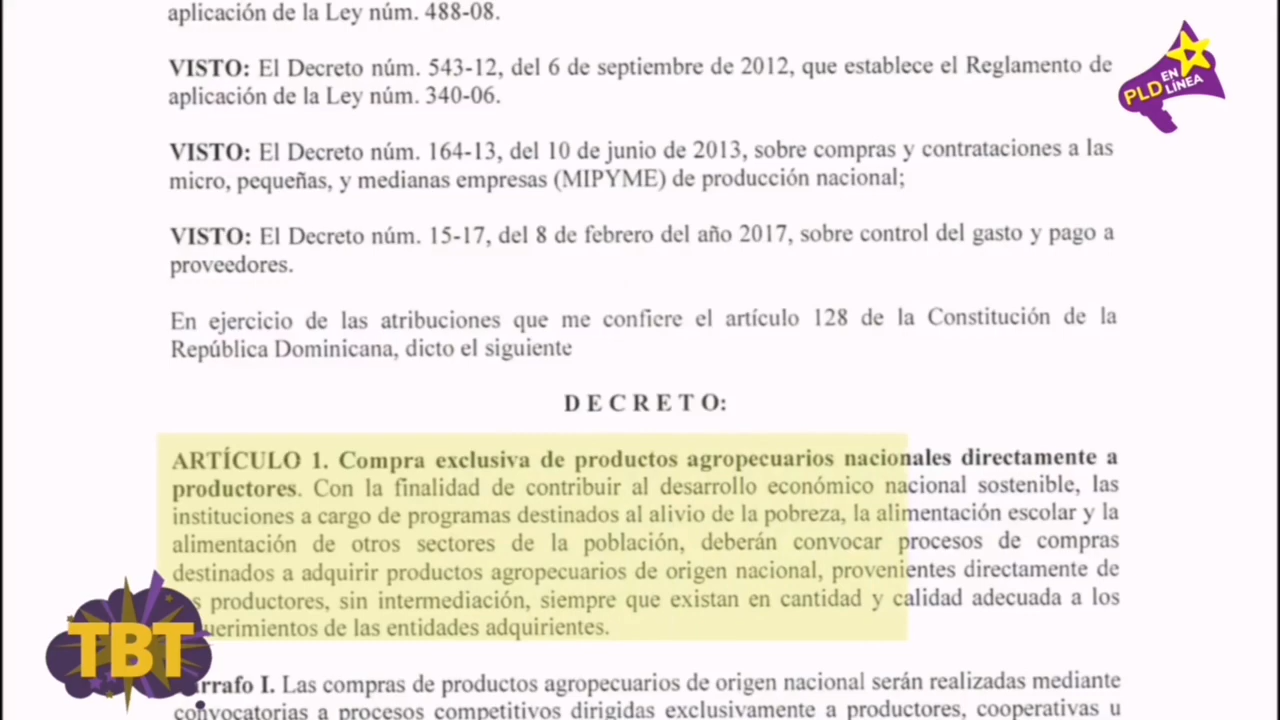 aplicación de la Ley núm. 488-08.
VISTO: El Decreto núm. 543-12, del 6 de septiembre de 2012, que establece el Reglamento de
aplicación de la Ley núm. 340-06.
VISTO: El Decreto núm. 164-13, del 10 de junio de 2013, sobre compras y contrataciones a las
micro, pequeñas, y medianas empresas (MIPYME) de producción nacional;
VISTO: El Decreto núm. 15-17, del 8 de febrero del año 2017, sobre control del gasto y pago a
proveedores.
En ejercicio de las atribuciones que me confiere el artículo 128 de la Constitución de la
República Dominicana, dicto el siguiente
D E C R E T O:
ARTÍCULO 1. Compra exclusiva de productos agropecuarios nacionales directamente a
productores. Con la finalidad de contribuir al desarrollo económico nacional sostenible, las
instituciones a cargo de programas destinados al alivio de la pobreza, la alimentación escolar y la
alimentación de otros sectores de la población, deberán convocar procesos de compras
destinados a adquirir productos agropecuarios de origen nacional, provenientes directamente de
productores, sin intermediación, siempre que existan en cantidad y calidad adecuada a los
uerimientos de las entidades adquirientes.
rrafo I. Las compras de productos agropecuarios de origen nacional serán realizadas mediante
convocatorias a procesos competitivos dirigidas exclusivamente a productores, cooperativas u
PLD EN LÍNEA
TBT